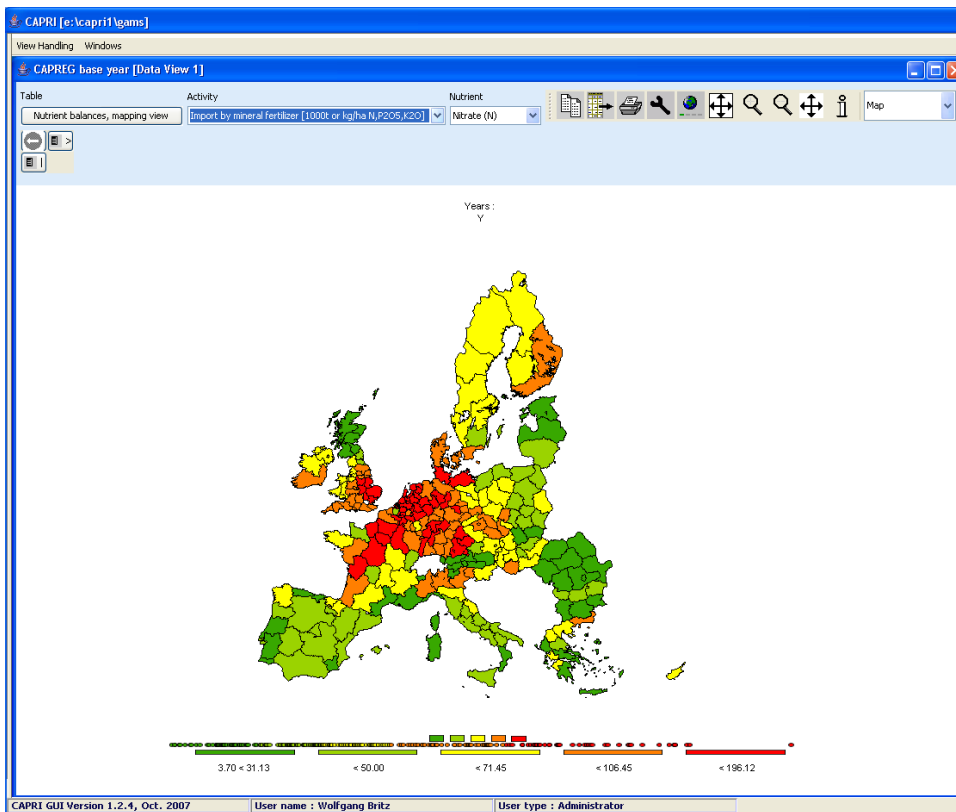 CAPRI [e:\capri1\gams]
View Handling Windows
CAPREG base year [Data View 1]
Table Activity Nutrient
Nutrient balances, mapping view Import by mineral fertilizer [1000t or kg/ha N,P2O5,K2O] Nitrate (N) Map
Years :
Y
3.70 < 31.13 < 50.00 < 71.45 < 106.45 < 196.12
CAPRI GUI Version 1.2.4, Oct. 2007 User name : Wolfgang Britz User type : Administrator